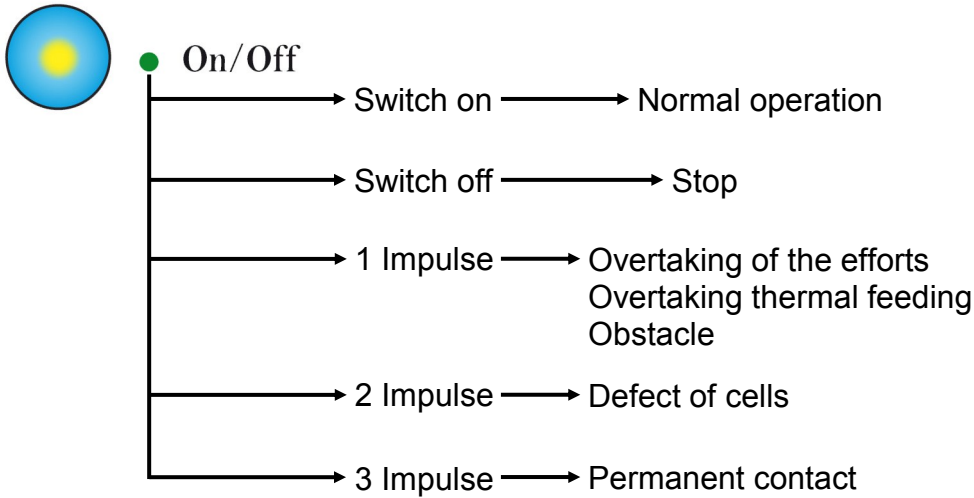 On/Off
Switch on Normal operation
Switch off Stop
1 Impulse Overtaking of the efforts
Overtaking thermal feeding
Obstacle
2 Impulse Defect of cells
3 Impulse Permanent contact